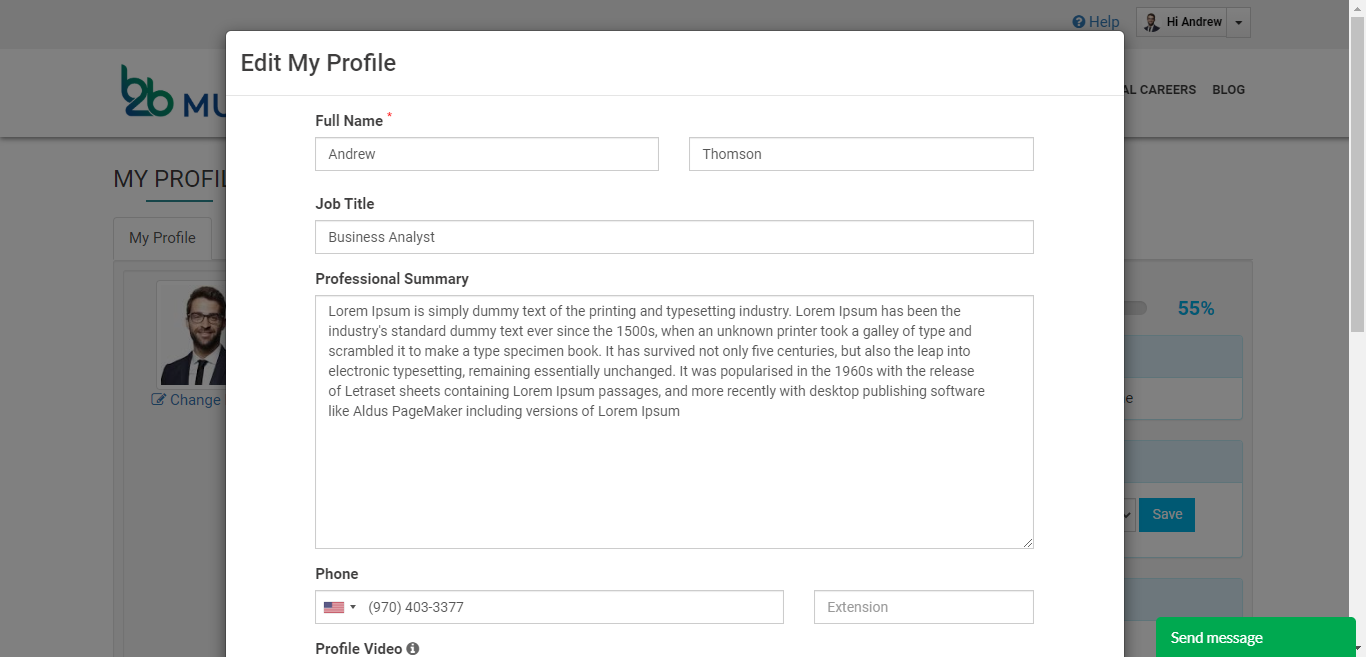 Help
Hi Andrew
Edit My Profile
b2b MU
AL CAREERS
BLOG
Full Name *
Andrew
Thomson
MY PROFIL
Job Title
My Profile
Business Analyst
Professional Summary
Lorem Ipsum is simply dummy text of the printing and typesetting industry. Lorem Ipsum has been the
industry's standard dummy text ever since the 1500s, when an unknown printer took a galley of type and
scrambled it to make a type specimen book. It has survived not only five centuries, but also the leap into
electronic typesetting, remaining essentially unchanged. It was popularised in the 1960s with the release
of Letraset sheets containing Lorem Ipsum passages, and more recently with desktop publishing software
like Aldus PageMaker including versions of Lorem Ipsum
55%
Change
e
Save
Phone
(970) 403-3377
Extension
Profile Video
Send message